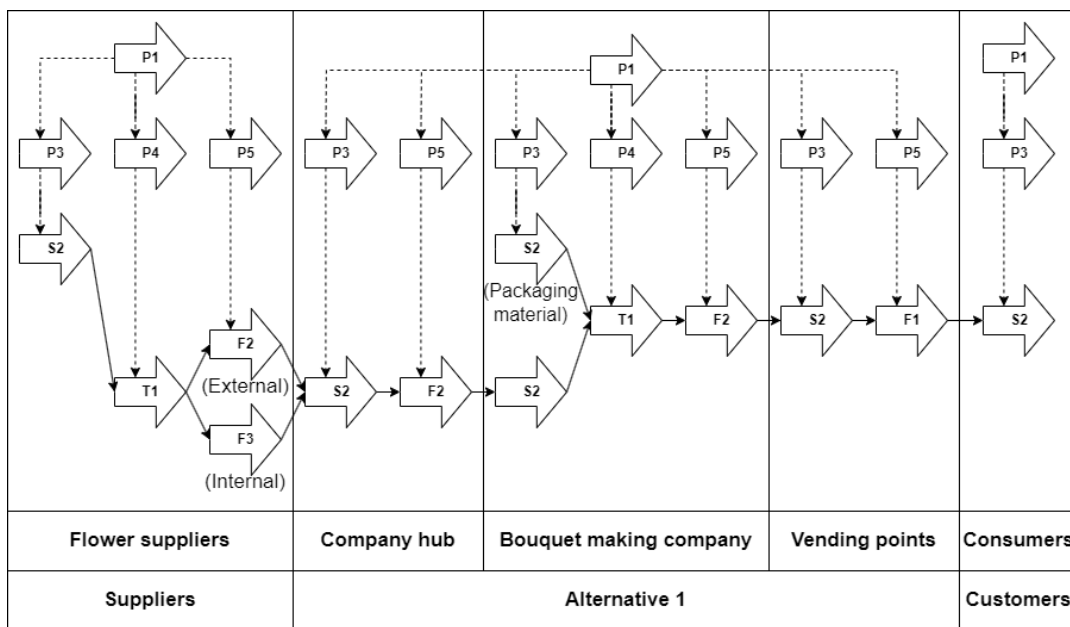 P1
P1
P1
P3
P4
P5
P3
P5
P3
P4
P5
P3
P5
P3
S2
S2
(Packaging
material)
F2
T1
F2
S2
F1
S2
(External)
T1
S2
F2
S2
F3
(Internal)
Flower suppliers
Company hub
Bouquet making company
Vending points
Consumers
Suppliers
Alternative 1
Customers